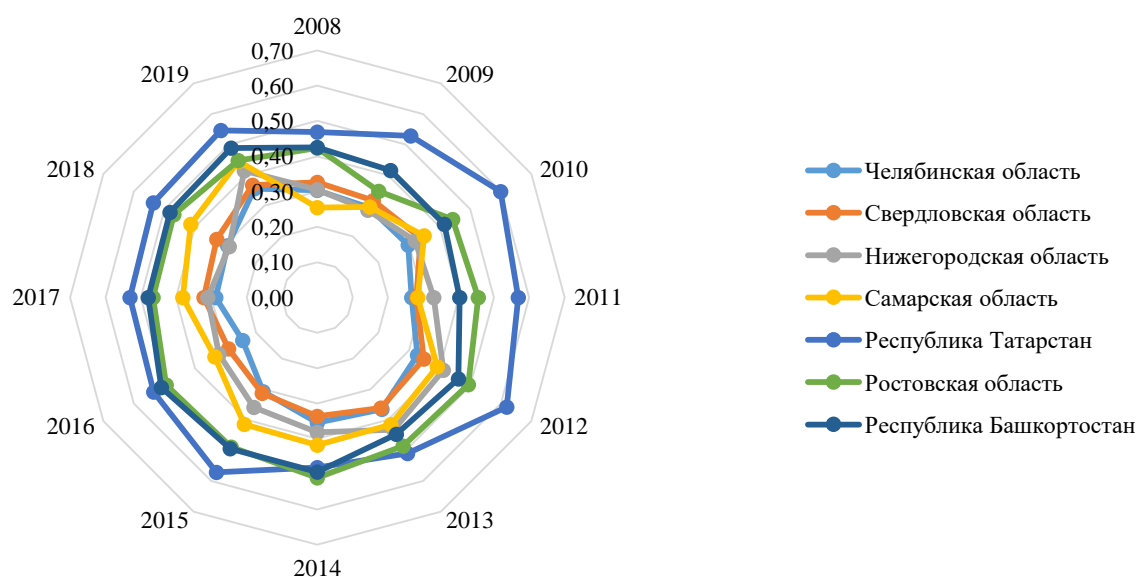 2008
0,70
2019
2009
0,60
0,50
2018
0,40
2010
0,30
0,20
0,10
2017
0,00
2011
2016
2012
2015
2013
2014
Челябинская область
Свердловская область
Нижегородская область
Самарская область
Республика Татарстан
Ростовская область
Республика Башкортостан